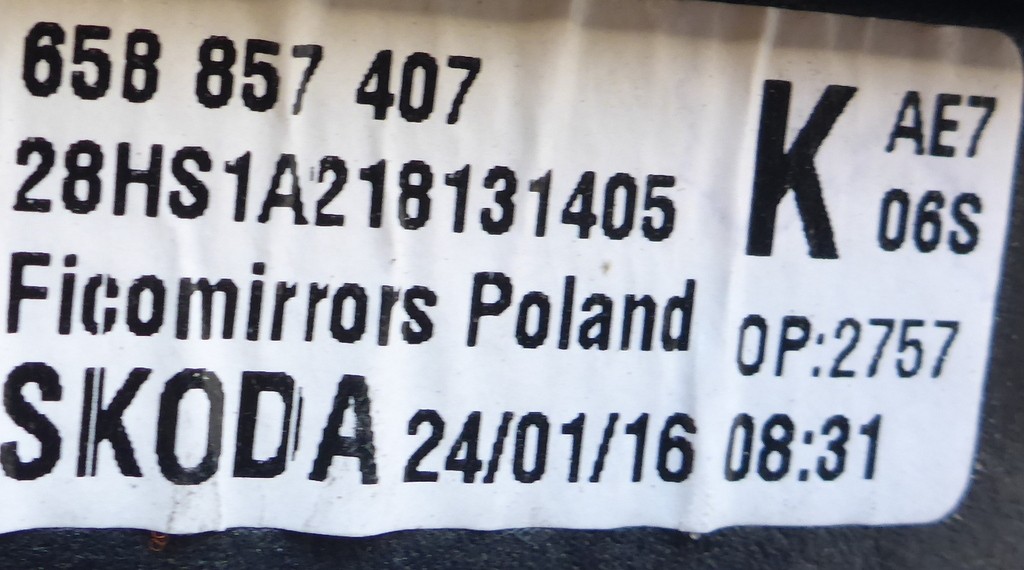 658 857 407
28HS1A218131405
Ficomirrors Poland
SKODA 24/01/16 08:31
K
AE7
06S
OP:2757